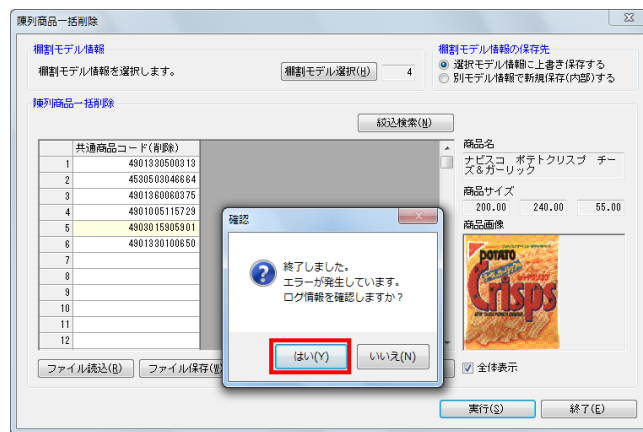 陳列商品一括削除
棚割モデル情報
棚割モデル情報を選択します。
棚割モデル選択(H)
4
棚割モデル情報の保存先
選択モデル情報に上書き保存する
別モデル情報で新規保存(内部)する
陳列商品一括削除
絞込検索(N)
共通商品コード(削除)
1 4901330500313
2 4530503046664
3 4901360060375
4 4901005115729
5 4903015905901
6 4901330100650
7
8
9
10
11
12
商品名
ナビスコ ポテトクリスプ チー
ズ&ガーリック
商品サイズ
200.00 240.00 55.00
商品画像
POTATO
Crisps
確認
終了しました。
エラーが発生しています。
ログ情報を確認しますか?
はい(Y)
いいえ(N)
ファイル読込(R)
ファイル保存(W
全体表示
実行(S)
終了(E)